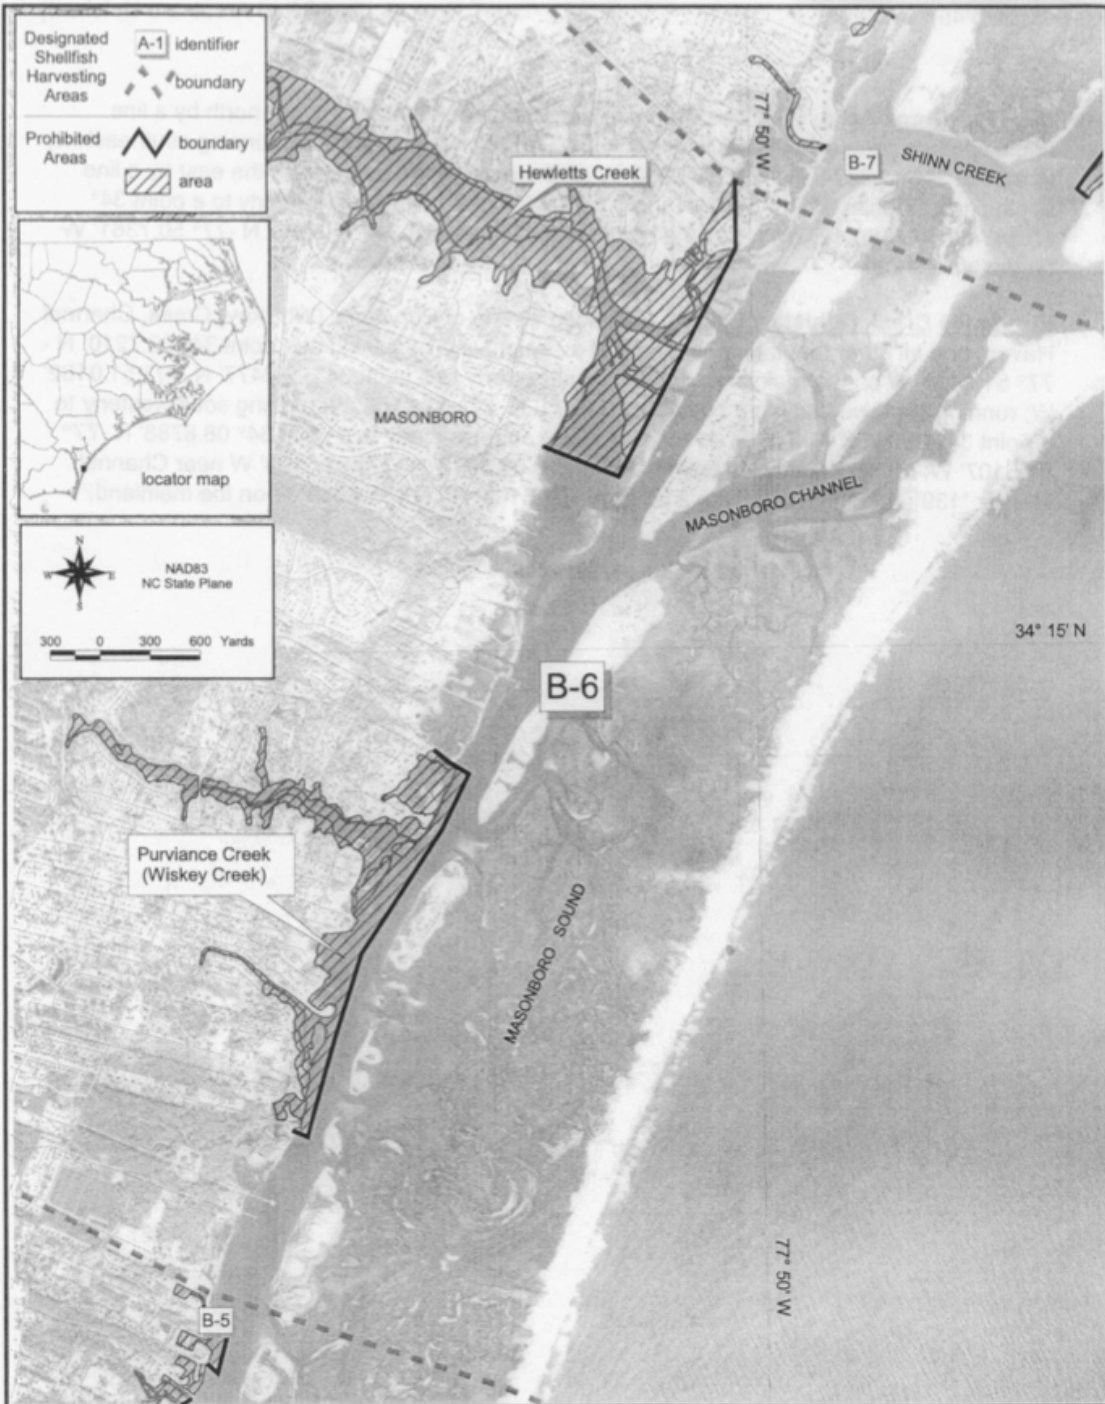 Designated
Shellfish
Harvesting
Areas
A-1 identifier
boundary
Prohibited
Areas
boundary
area
locator map
N
W E
S
NAD83
NC State Plane
300 0 300 600 Yards
Hewletts Creek
77° 50' W
B-7
SHINN CREEK
MASONBORO
MASONBORO CHANNEL
34° 15' N
B-6
Purviance Creek
(Wiskey Creek)
MASONBORO SOUND
77° 50' W
B-5